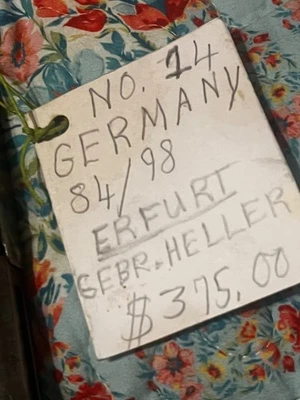 NO. 14
GERMANY
84/98
ERFURT
GEBR. HELLER
$375.00